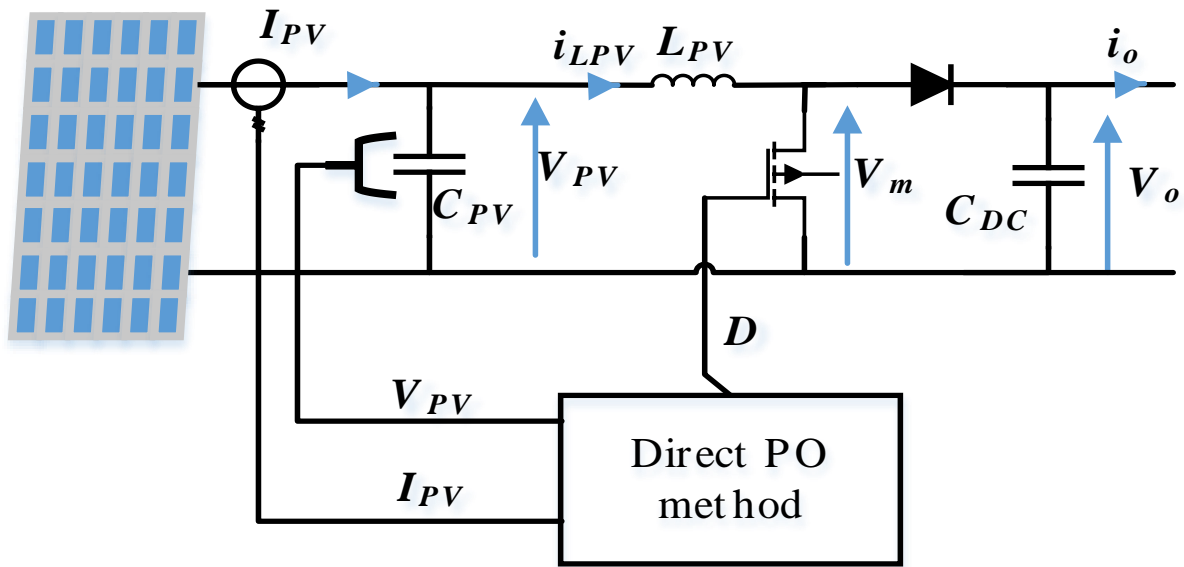 I_PV
i_LPV
L_PV
i_o
V_PV
C_PV
V_m
C_DC
V_o
D
V_PV
I_PV
Direct PO
method